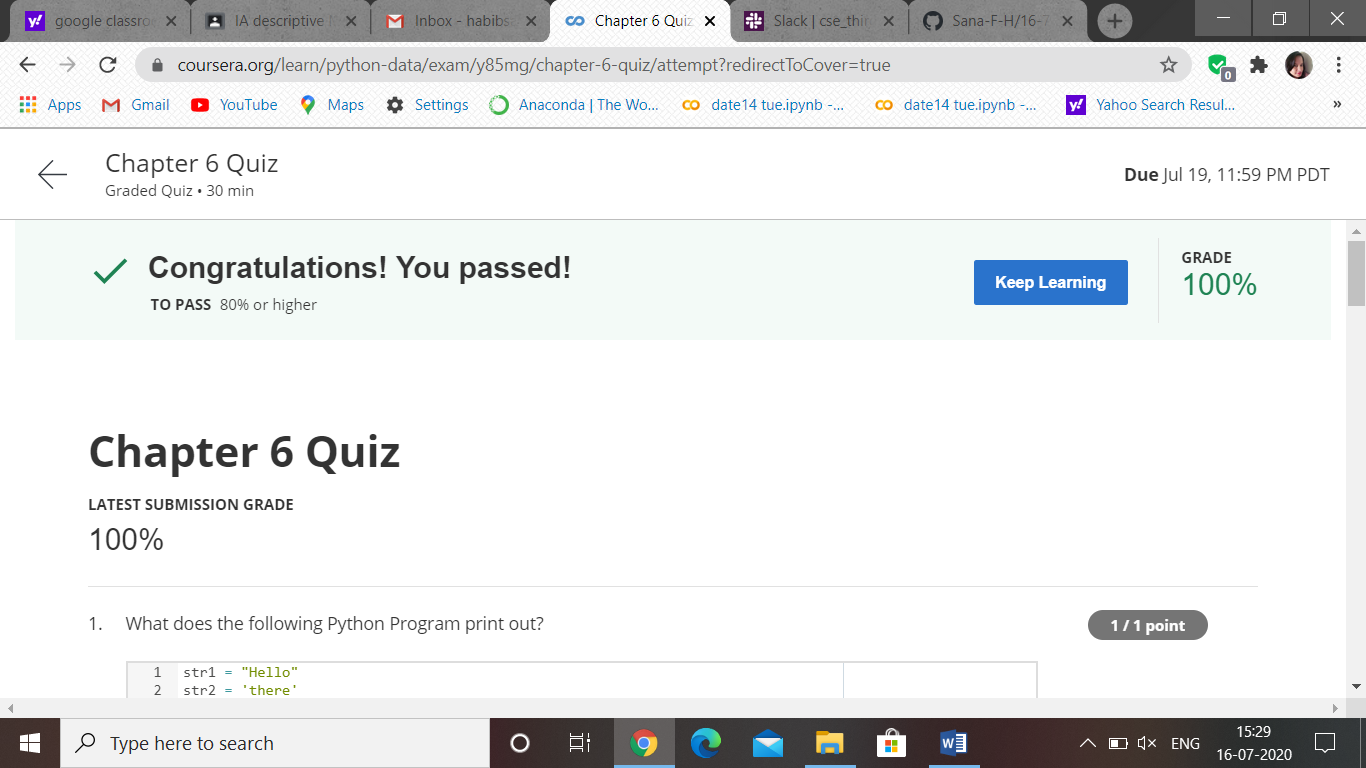 google classro
IA descriptive
Inbox - habibs
Chapter 6 Quiz
Slack | cse_thir
Sana-F-H/16-7
coursera.org/learn/python-data/exam/y85mg/chapter-6-quiz/attempt?redirectToCover=true
0
Apps
Gmail
YouTube
Maps
Settings
Anaconda | The Wo...
date14 tue.ipynb -...
date14 tue.ipynb -...
Yahoo Search Resul...
»
Chapter 6 Quiz
Graded Quiz • 30 min
Due Jul 19, 11:59 PM PDT
Congratulations! You passed!
TO PASS 80% or higher
Keep Learning
GRADE
100%
Chapter 6 Quiz
LATEST SUBMISSION GRADE
100%
1. What does the following Python Program print out?
1 / 1 point
1 str1 = "Hello"
2 str2 = 'there'
Type here to search
ENG
15:29
16-07-2020